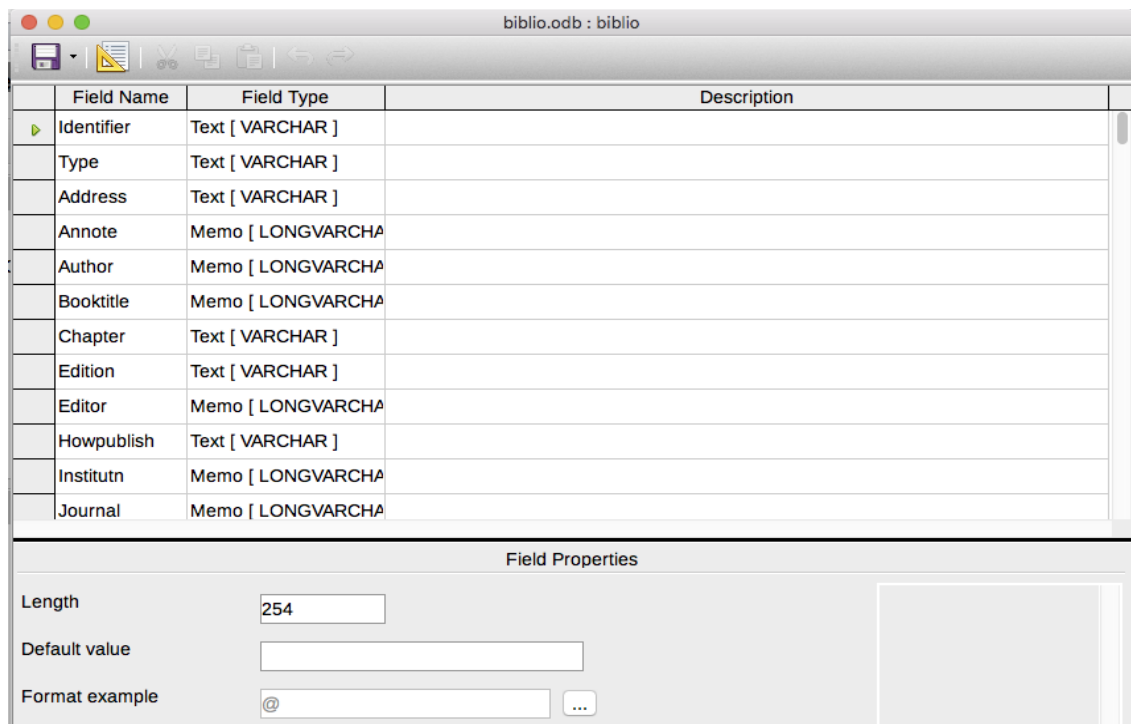 biblio.odb : biblio
Field Name Field Type Description
Identifier Text [ VARCHAR ]
Type Text [ VARCHAR ]
Address Text [ VARCHAR ]
Annote Memo [ LONGVARCHA
Author Memo [ LONGVARCHA
Booktitle Memo [ LONGVARCHA
Chapter Text [ VARCHAR ]
Edition Text [ VARCHAR ]
Editor Memo [ LONGVARCHA
Howpublish Text [ VARCHAR ]
Institutn Memo [ LONGVARCHA
Journal Memo [ LONGVARCHA
Field Properties
Length 254
Default value
Format example @ ...